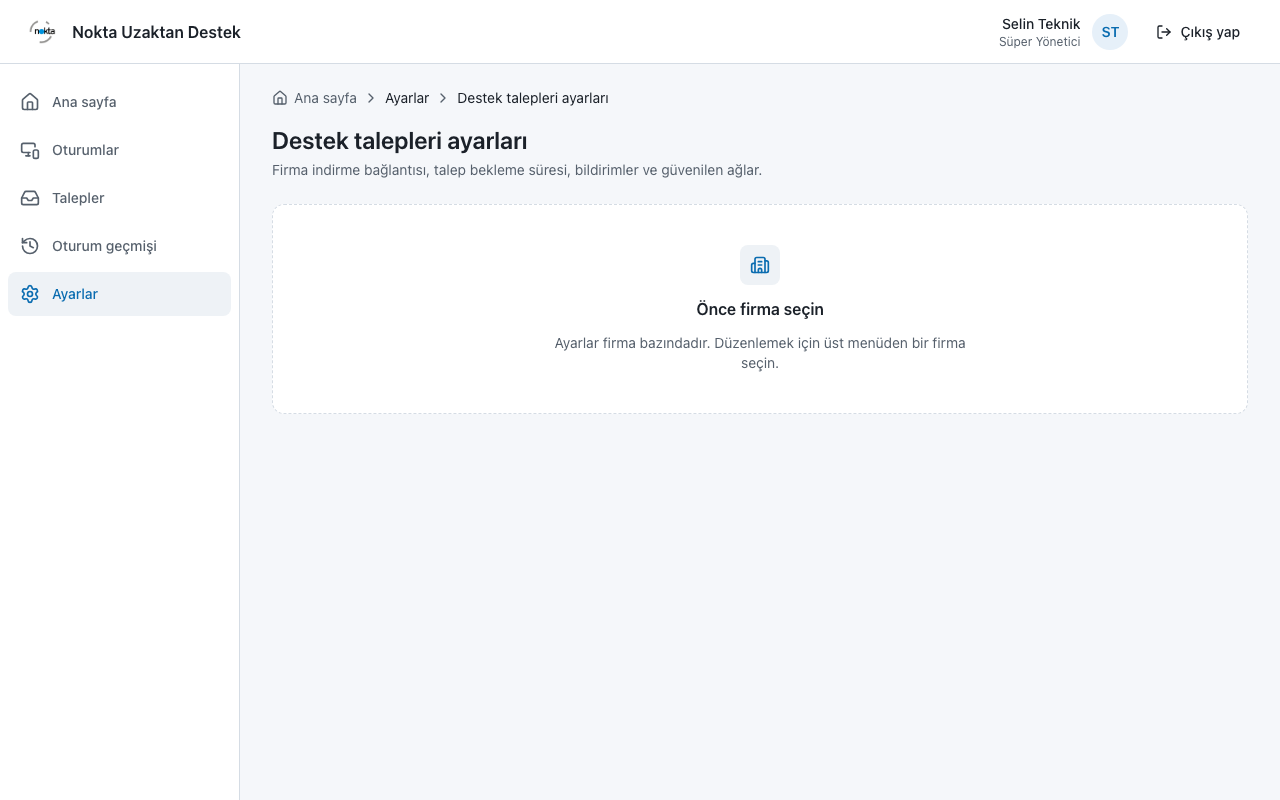 nokta
Nokta Uzaktan Destek
Selin Teknik
Süper Yönetici
ST
Çıkış yap
Ana sayfa
Oturumlar
Talepler
Oturum geçmişi
Ayarlar
Ana sayfa > Ayarlar > Destek talepleri ayarları
Destek talepleri ayarları
Firma indirme bağlantısı, talep bekleme süresi, bildirimler ve güvenilen ağlar.
Önce firma seçin
Ayarlar firma bazındadır. Düzenlemek için üst menüden bir firma
seçin.